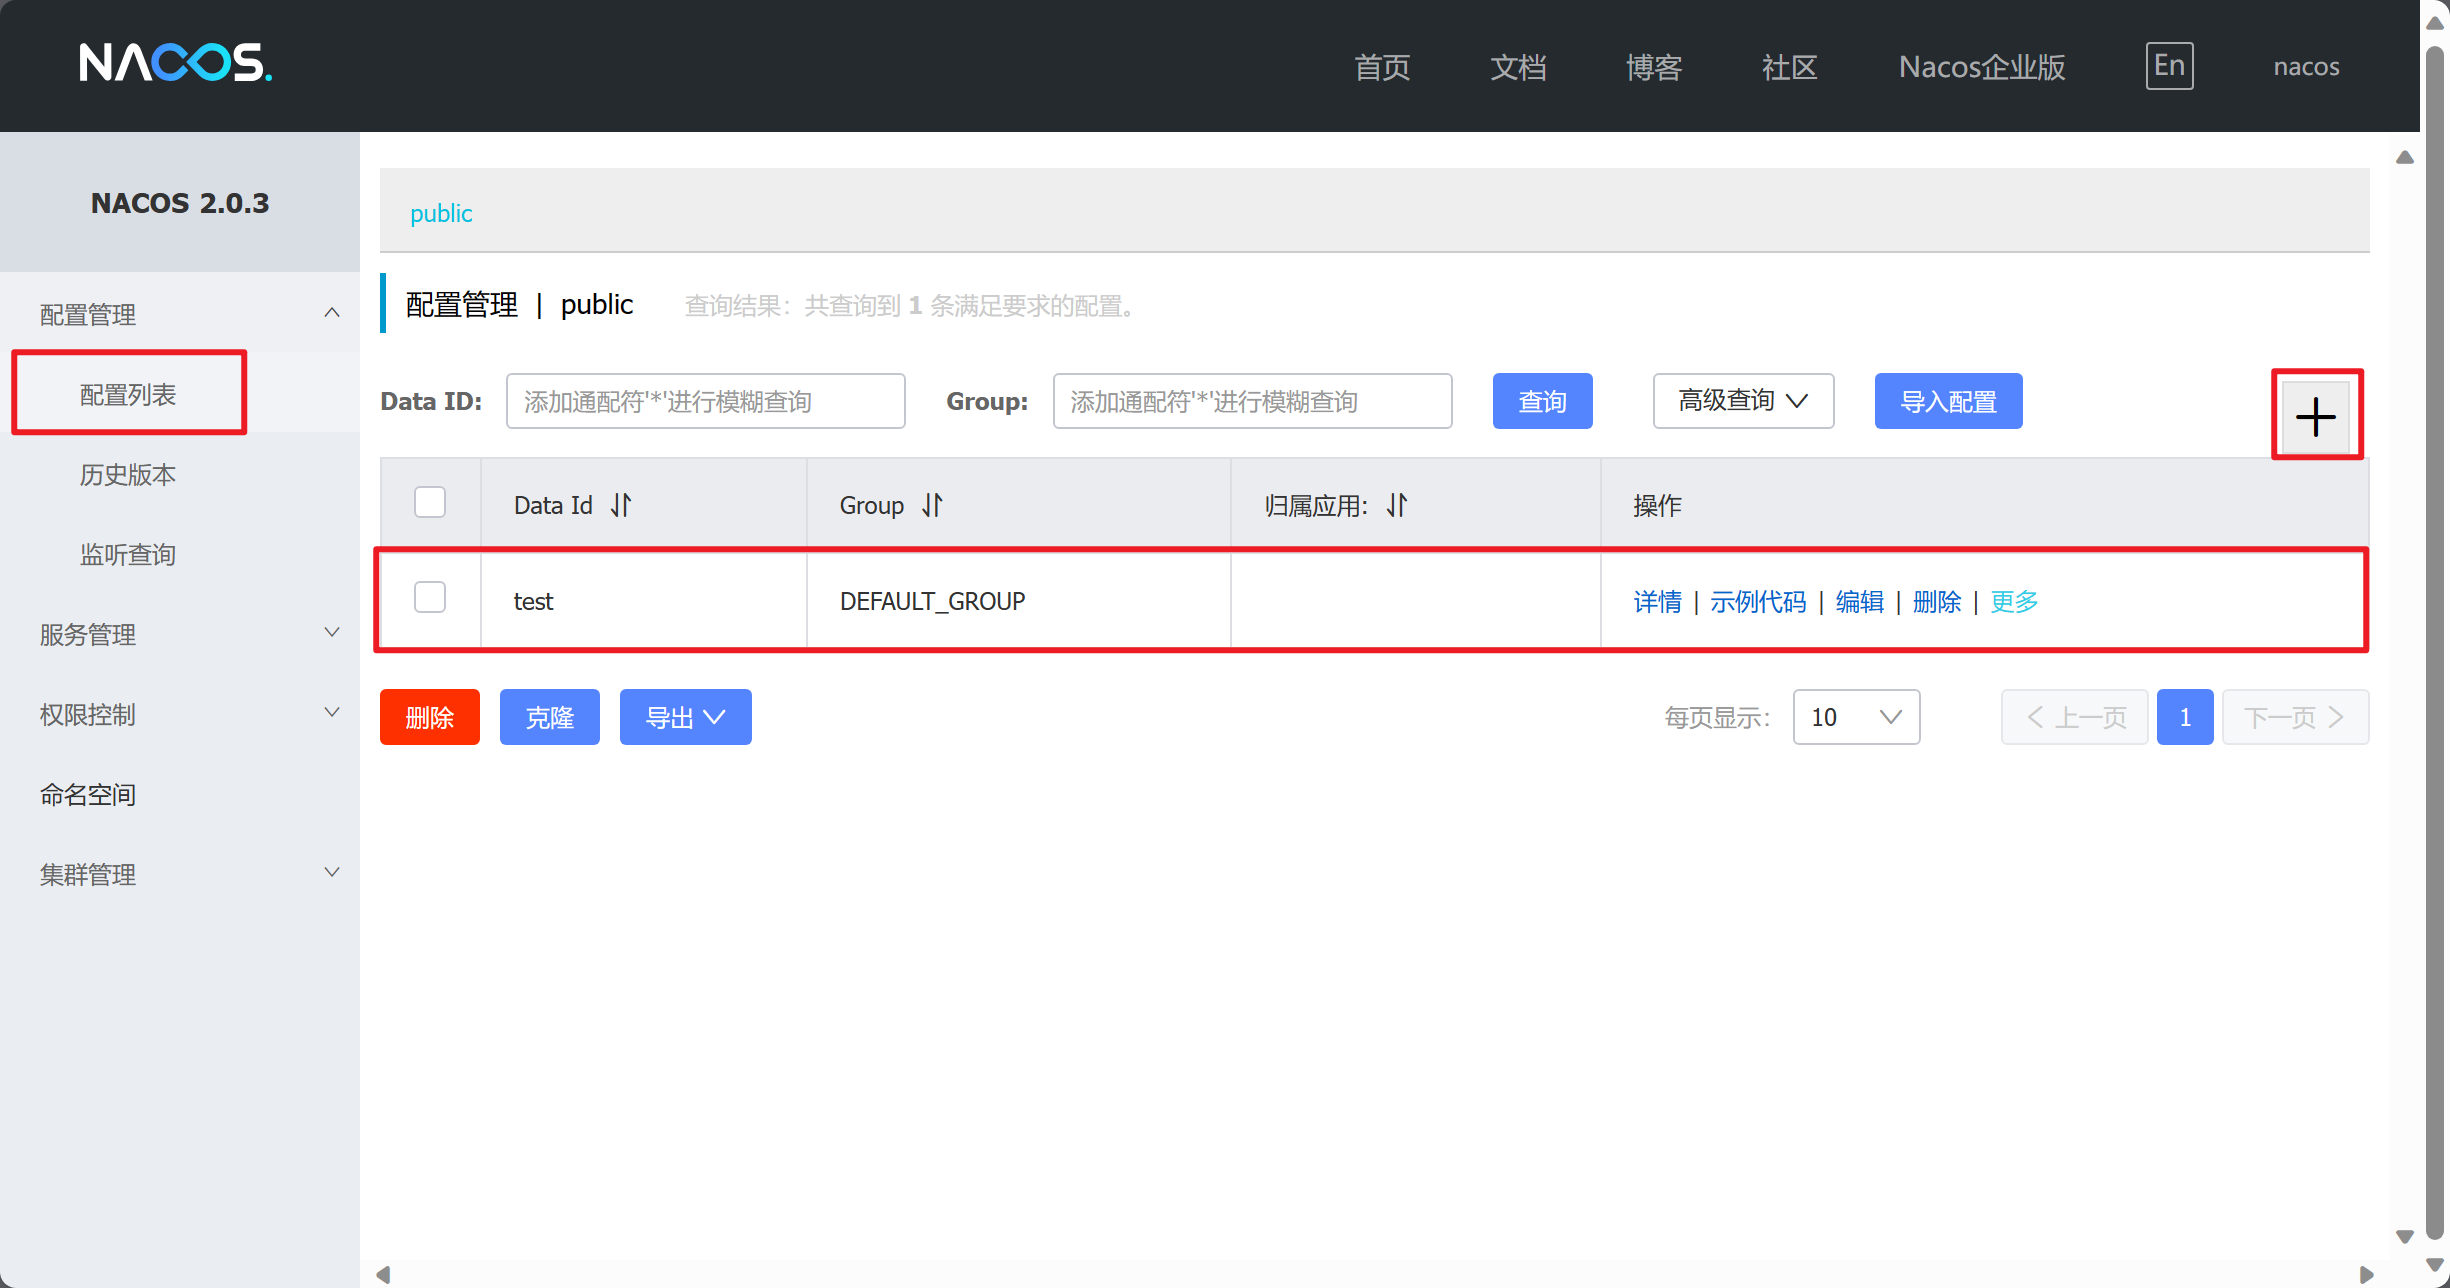 NACOS.
首页 文档 博客 社区 Nacos企业版 En nacos
NACOS 2.0.3
配置管理
配置列表
历史版本
监听查询
服务管理
权限控制
命名空间
集群管理
public
配置管理 | public 查询结果：共查询到 1 条满足要求的配置。
Data ID: 添加通配符'*'进行模糊查询 Group: 添加通配符'*'进行模糊查询 查询 高级查询 导入配置
Data Id Group 归属应用: 操作
test DEFAULT_GROUP 详情 | 示例代码 | 编辑 | 删除 | 更多
删除 克隆 导出 每页显示： 10 上一页 1 下一页